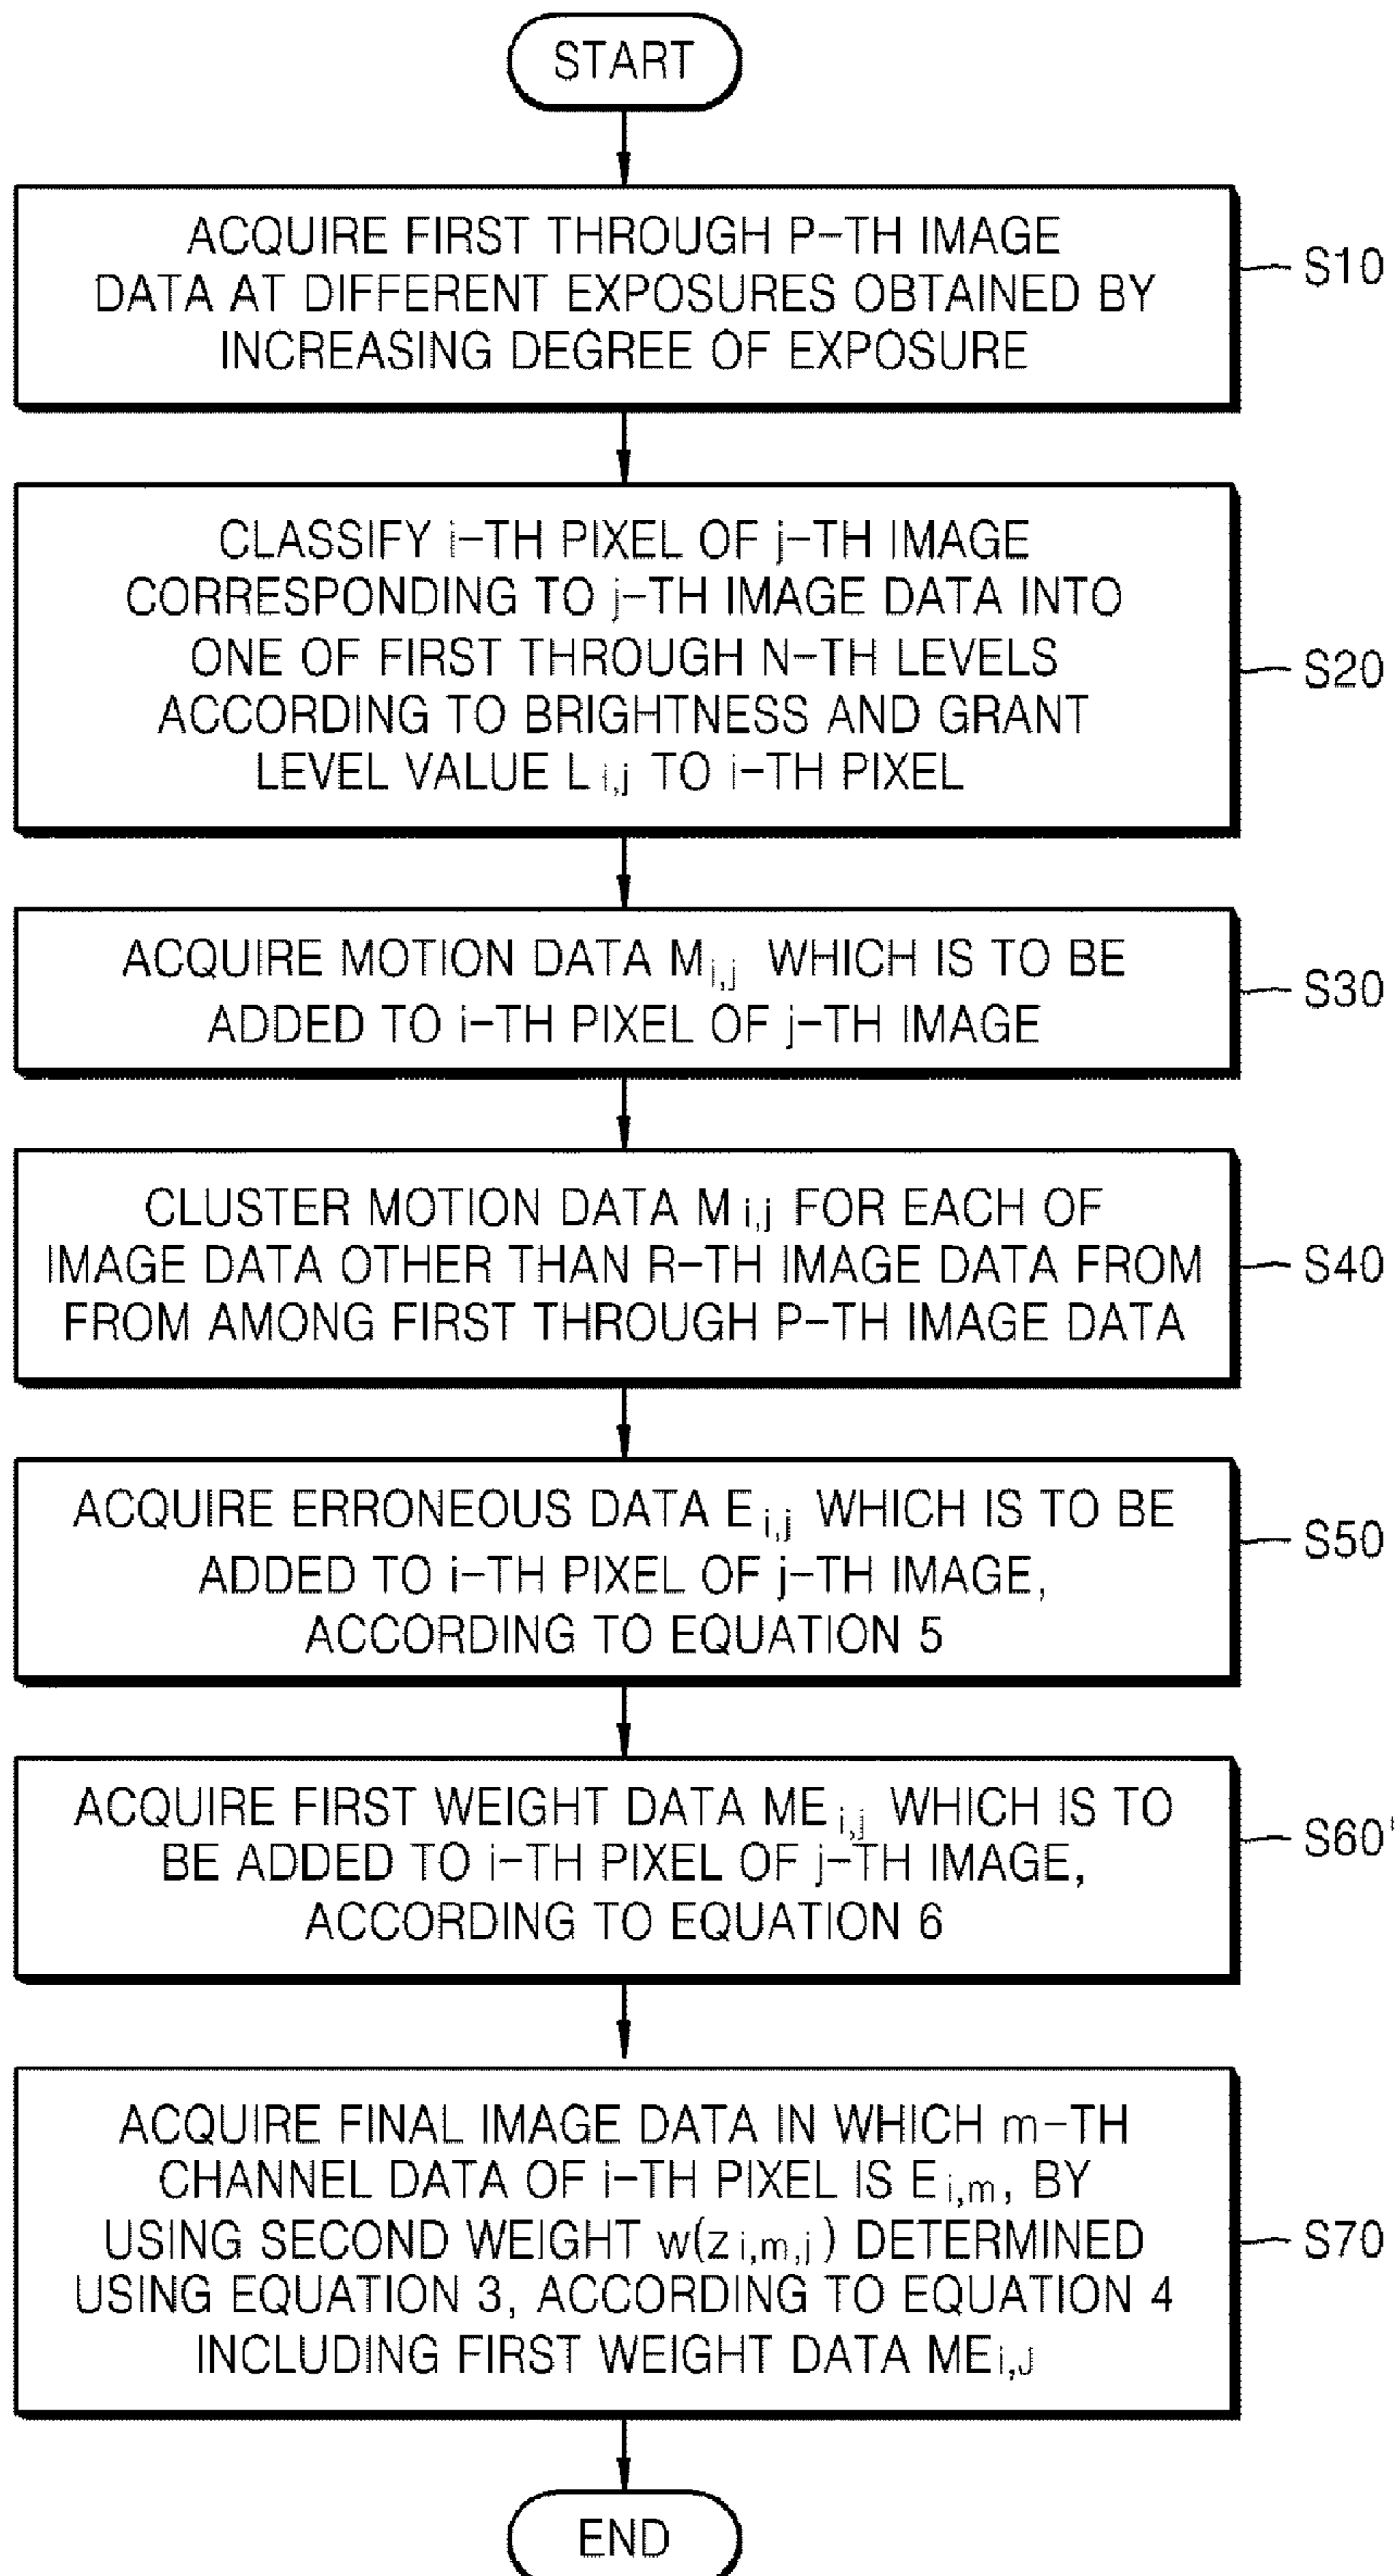 START
ACQUIRE FIRST THROUGH P-TH IMAGE
DATA AT DIFFERENT EXPOSURES OBTAINED BY
INCREASING DEGREE OF EXPOSURE
S10
CLASSIFY i-TH PIXEL OF j-TH IMAGE
CORRESPONDING TO j-TH IMAGE DATA INTO
ONE OF FIRST THROUGH N-TH LEVELS
ACCORDING TO BRIGHTNESS AND GRANT
LEVEL VALUE L i,j TO i-TH PIXEL
S20
ACQUIRE MOTION DATA M i,j WHICH IS TO BE
ADDED TO i-TH PIXEL OF j-TH IMAGE
S30
CLUSTER MOTION DATA M i,j FOR EACH OF
IMAGE DATA OTHER THAN R-TH IMAGE DATA FROM
FROM AMONG FIRST THROUGH P-TH IMAGE DATA
S40
ACQUIRE ERRONEOUS DATA E i,j WHICH IS TO BE
ADDED TO i-TH PIXEL OF j-TH IMAGE,
ACCORDING TO EQUATION 5
S50
ACQUIRE FIRST WEIGHT DATA ME i,j WHICH IS TO
BE ADDED TO i-TH PIXEL OF j-TH IMAGE,
ACCORDING TO EQUATION 6
S60'
ACQUIRE FINAL IMAGE DATA IN WHICH m-TH
CHANNEL DATA OF i-TH PIXEL IS E i,m, BY
USING SECOND WEIGHT w(z i,m,j) DETERMINED
USING EQUATION 3, ACCORDING TO EQUATION 4
INCLUDING FIRST WEIGHT DATA ME i,J
S70
END